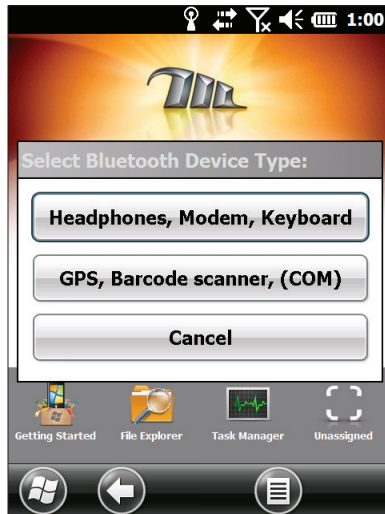 1:00
Select Bluetooth Device Type:
Headphones, Modem, Keyboard
GPS, Barcode scanner, (COM)
Cancel
Getting Started File Explorer Task Manager Unassigned